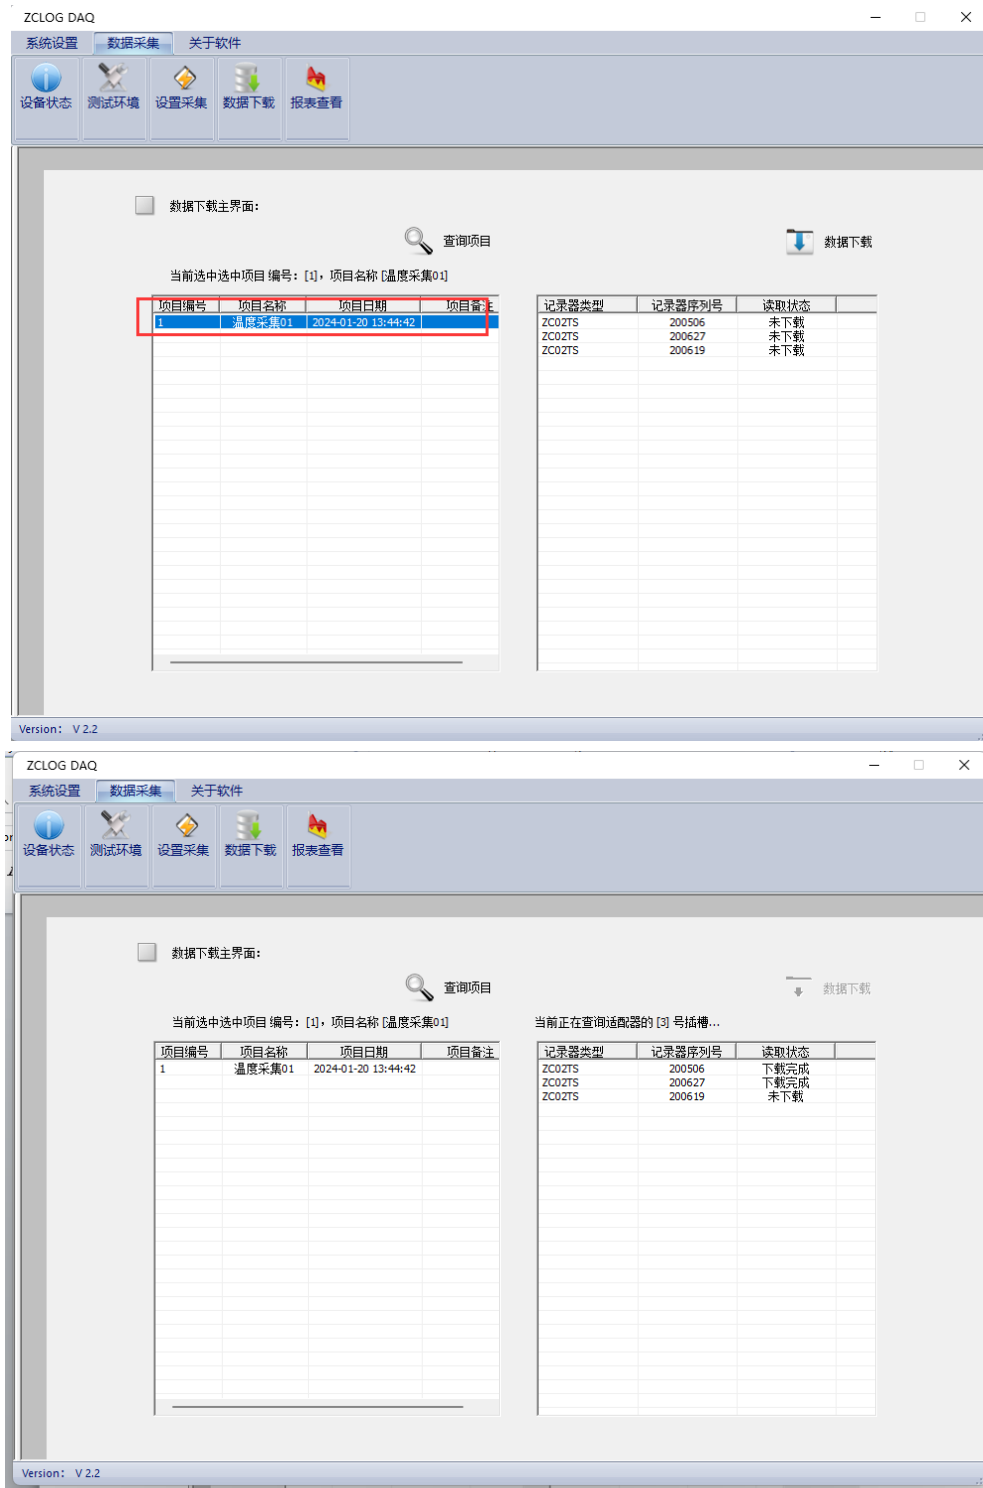 ZCLOG DAQ
系统设置 数据采集 关于软件
设备状态 测试环境 设置采集 数据下载 报表查看
数据下载主界面：
查询项目 数据下载
当前选中选中项目 编号：[1]，项目名称 [温度采集01]
项目编号 项目名称 项目日期 项目备注 记录器类型 记录器序列号 读取状态
1 温度采集01 2024-01-20 13:44:42 ZC02TS 200506 未下载
ZC02TS 200627 未下载
ZC02TS 200619 未下载
Version： V 2.2
ZCLOG DAQ
系统设置 数据采集 关于软件
设备状态 测试环境 设置采集 数据下载 报表查看
数据下载主界面：
查询项目 数据下载
当前选中选中项目 编号：[1]，项目名称 [温度采集01] 当前正在查询适配器的 [3] 号插槽...
项目编号 项目名称 项目日期 项目备注 记录器类型 记录器序列号 读取状态
1 温度采集01 2024-01-20 13:44:42 ZC02TS 200506 下载完成
ZC02TS 200627 下载完成
ZC02TS 200619 未下载
Version： V 2.2